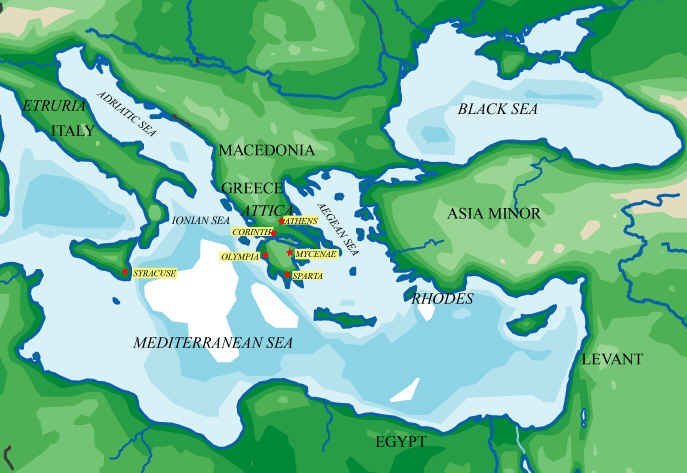 ETRURIA
ADRIATIC SEA
BLACK SEA
ITALY
MACEDONIA
GREECE
ATTICA
IONIAN SEA
ATHENS
AEGEAN SEA
ASIA MINOR
CORINTH
OLYMPIA
MYCENAE
SYRACUSE
SPARTA
RHODES
MEDITERRANEAN SEA
LEVANT
EGYPT